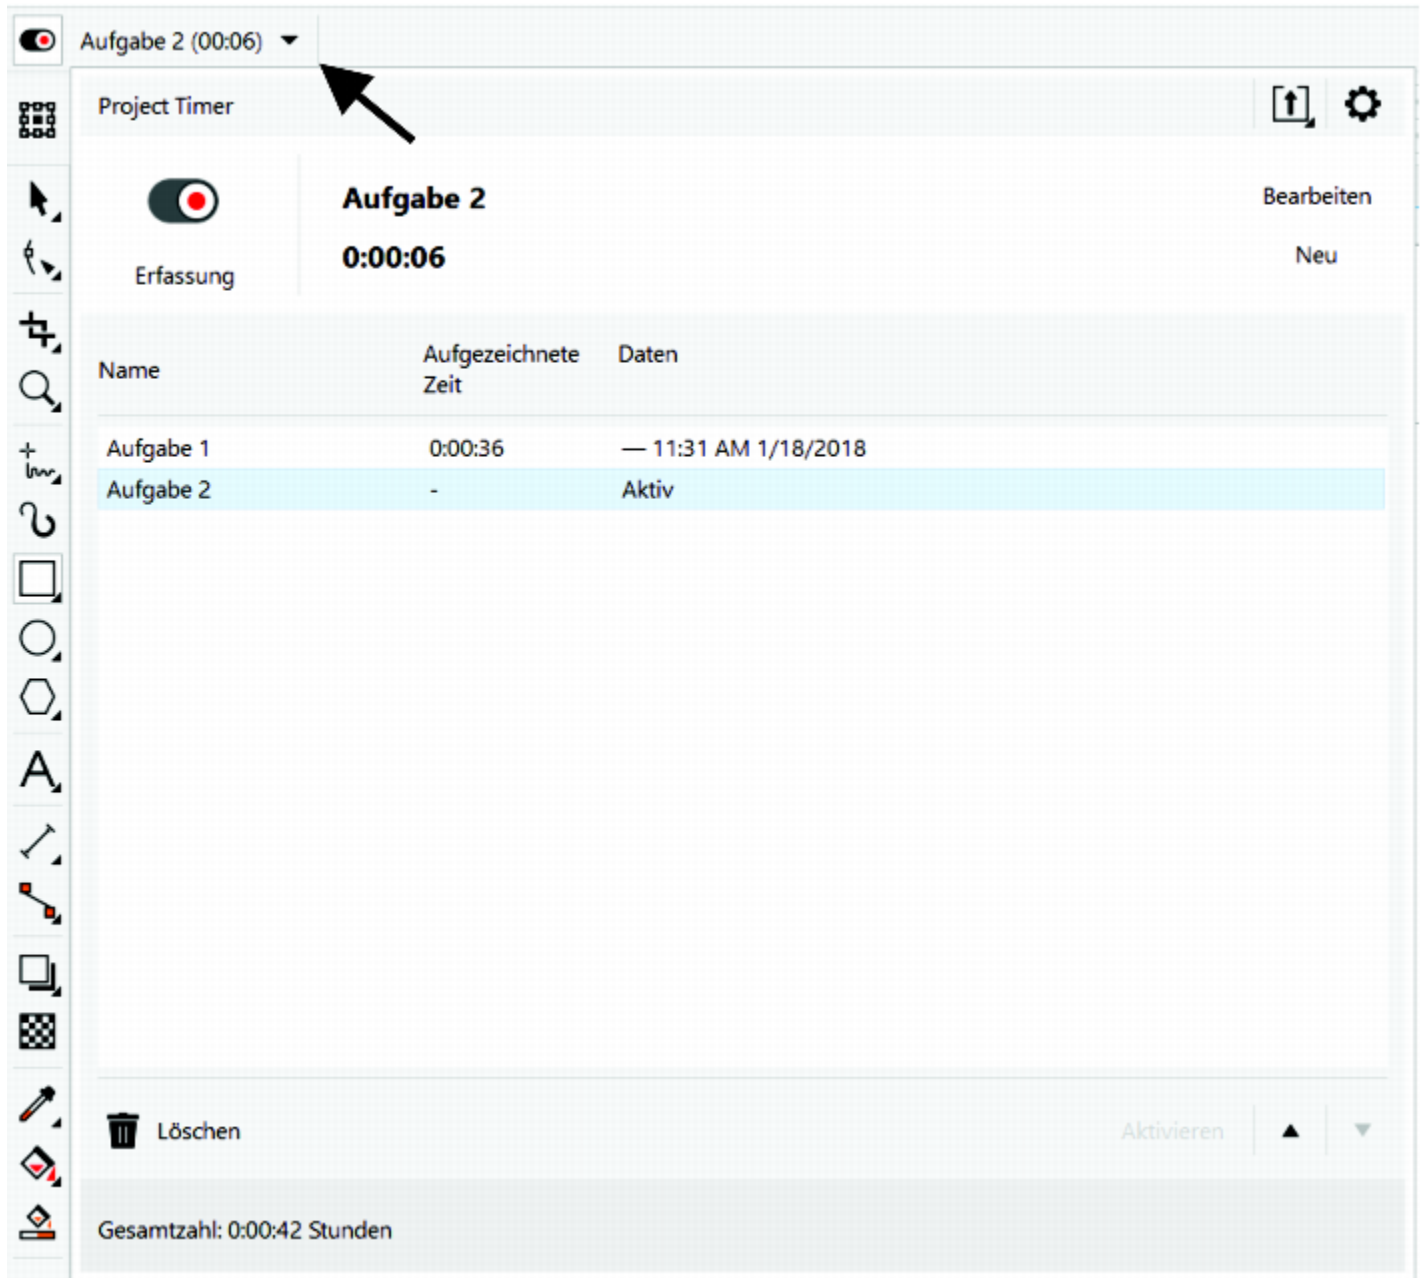 Aufgabe 2 (00:06)
Project Timer
Aufgabe 2
Bearbeiten
0:00:06
Neu
Erfassung
Name
Aufgezeichnete
Zeit
Daten
Aufgabe 1 0:00:36 — 11:31 AM 1/18/2018
Aufgabe 2 - Aktiv
Löschen
Aktivieren
Gesamtzahl: 0:00:42 Stunden